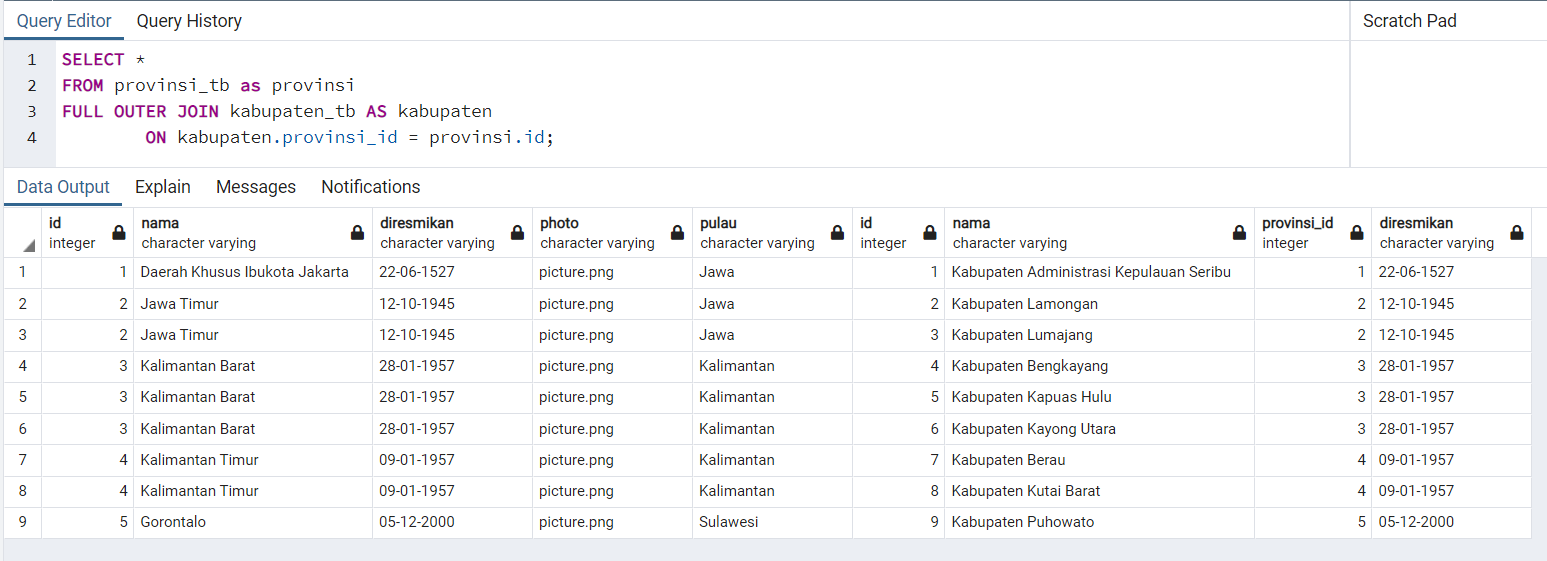 Query Editor Query History Scratch Pad
1 SELECT *
2 FROM provinsi_tb as provinsi
3 FULL OUTER JOIN kabupaten_tb AS kabupaten
4 ON kabupaten.provinsi_id = provinsi.id;
Data Output Explain Messages Notifications
id nama diresmikan photo pulau id nama provinsi_id diresmikan
integer character varying character varying character varying character varying integer character varying integer character varying
1 1 Daerah Khusus Ibukota Jakarta 22-06-1527 picture.png Jawa 1 Kabupaten Administrasi Kepulauan Seribu 1 22-06-1527
2 2 Jawa Timur 12-10-1945 picture.png Jawa 2 Kabupaten Lamongan 2 12-10-1945
3 2 Jawa Timur 12-10-1945 picture.png Jawa 3 Kabupaten Lumajang 2 12-10-1945
4 3 Kalimantan Barat 28-01-1957 picture.png Kalimantan 4 Kabupaten Bengkayang 3 28-01-1957
5 3 Kalimantan Barat 28-01-1957 picture.png Kalimantan 5 Kabupaten Kapuas Hulu 3 28-01-1957
6 3 Kalimantan Barat 28-01-1957 picture.png Kalimantan 6 Kabupaten Kayong Utara 3 28-01-1957
7 4 Kalimantan Timur 09-01-1957 picture.png Kalimantan 7 Kabupaten Berau 4 09-01-1957
8 4 Kalimantan Timur 09-01-1957 picture.png Kalimantan 8 Kabupaten Kutai Barat 4 09-01-1957
9 5 Gorontalo 05-12-2000 picture.png Sulawesi 9 Kabupaten Puhowato 5 05-12-2000